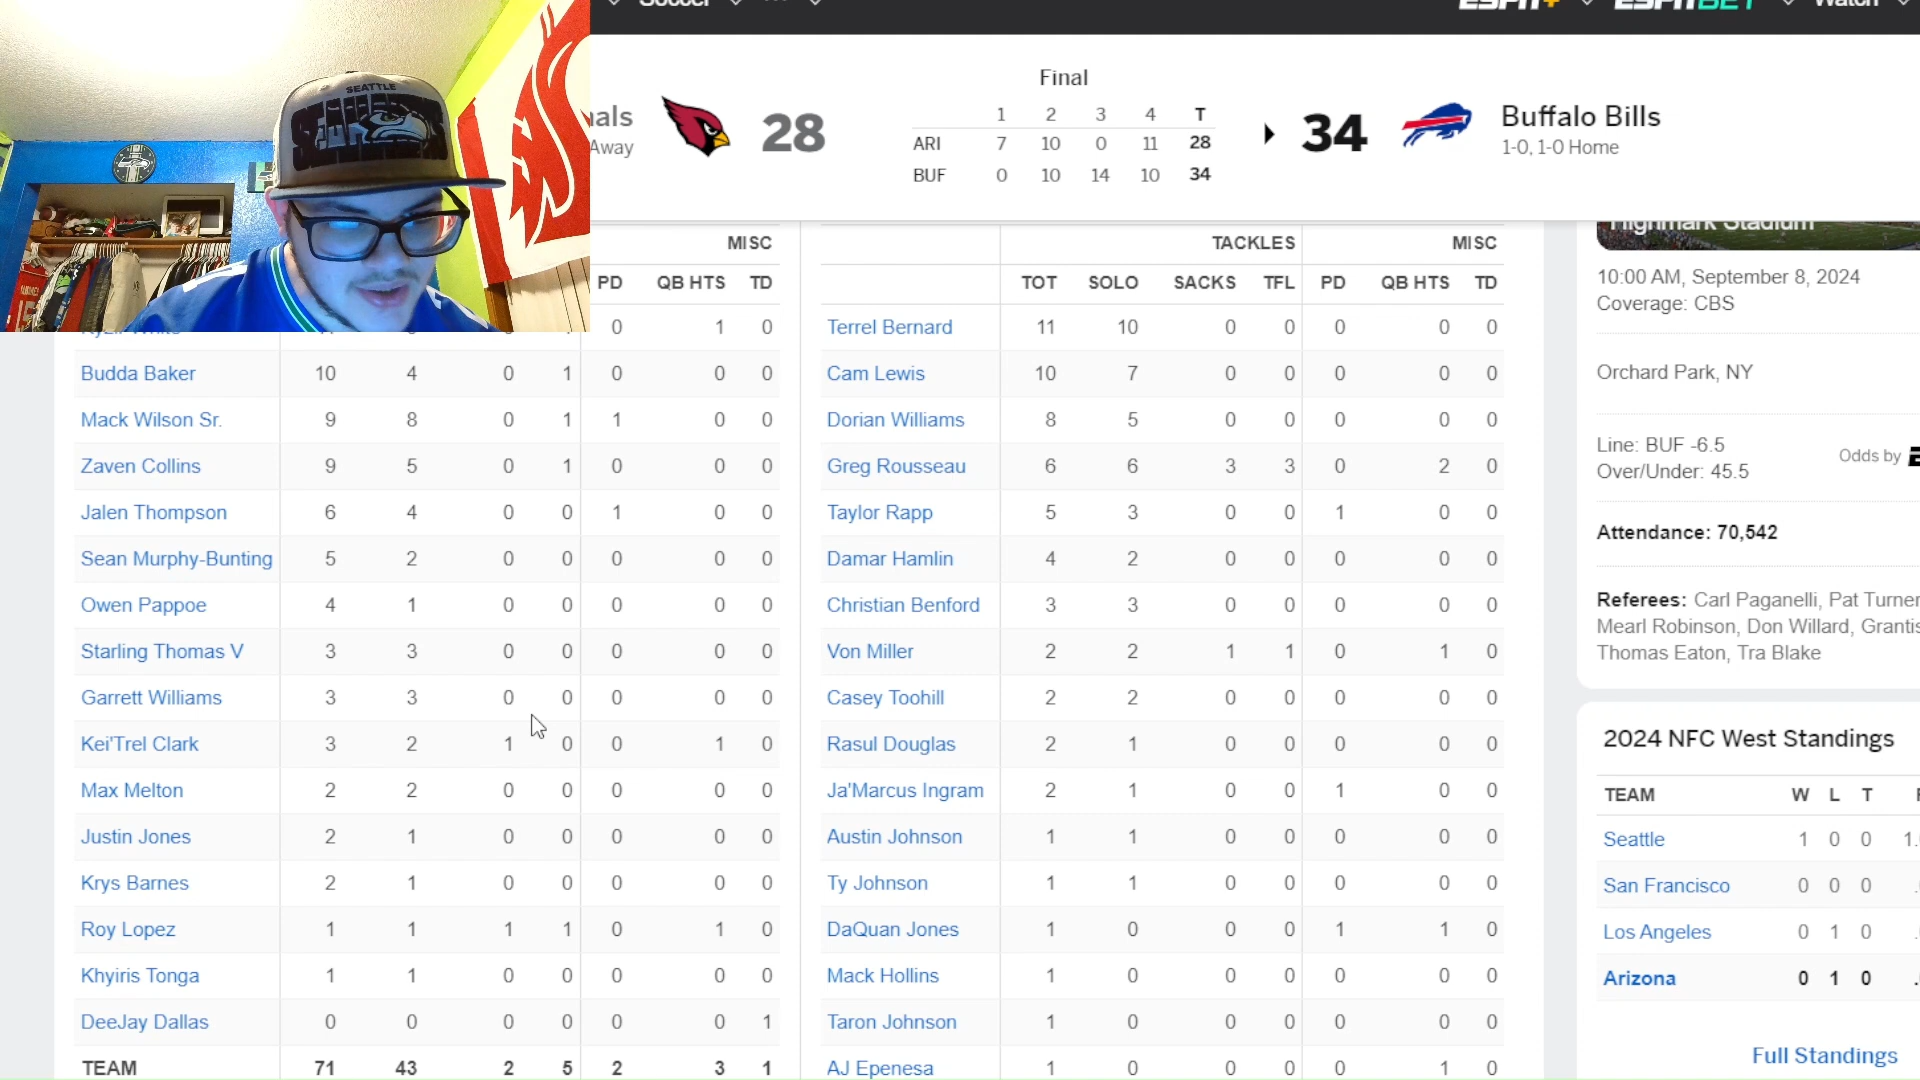 Soccer ESPN+ ESPN BET Watch
SEATTLE
Final
nals 28 1 2 3 4 T 34 Buffalo Bills
Away ARI 7 10 0 11 28 1-0, 1-0 Home
BUF 0 10 14 10 34
MISC TACKLES MISC
PD QB HTS TD TOT SOLO SACKS TFL PD QB HTS TD
0 1 0 Terrel Bernard 11 10 0 0 0 0 0
Budda Baker 10 4 0 1 0 0 0 Cam Lewis 10 7 0 0 0 0 0
Mack Wilson Sr. 9 8 0 1 1 0 0 Dorian Williams 8 5 0 0 0 0 0
Zaven Collins 9 5 0 1 0 0 0 Greg Rousseau 6 6 3 3 0 2 0
Jalen Thompson 6 4 0 0 1 0 0 Taylor Rapp 5 3 0 0 1 0 0
Sean Murphy-Bunting 5 2 0 0 0 0 0 Damar Hamlin 4 2 0 0 0 0 0
Owen Pappoe 4 1 0 0 0 0 0 Christian Benford 3 3 0 0 0 0 0
Starling Thomas V 3 3 0 0 0 0 0 Von Miller 2 2 1 1 0 1 0
Garrett Williams 3 3 0 0 0 0 0 Casey Toohill 2 2 0 0 0 0 0
Kei'Trel Clark 3 2 1 0 0 1 0 Rasul Douglas 2 1 0 0 0 0 0
Max Melton 2 2 0 0 0 0 0 Ja'Marcus Ingram 2 1 0 0 1 0 0
Justin Jones 2 1 0 0 0 0 0 Austin Johnson 1 1 0 0 0 0 0
Krys Barnes 2 1 0 0 0 0 0 Ty Johnson 1 1 0 0 0 0 0
Roy Lopez 1 1 1 1 0 1 0 DaQuan Jones 1 0 0 0 1 1 0
Khyiris Tonga 1 1 0 0 0 0 0 Mack Hollins 1 0 0 0 0 0 0
DeeJay Dallas 0 0 0 0 0 0 1 Taron Johnson 1 0 0 0 0 0 0
TEAM 71 43 2 5 2 3 1 AJ Epenesa 1 0 0 0 0 1 0
Highmark Stadium
10:00 AM, September 8, 2024
Coverage: CBS
Orchard Park, NY
Line: BUF -6.5
Over/Under: 45.5
Odds by
Attendance: 70,542
Referees: Carl Paganelli, Pat Turner
Mearl Robinson, Don Willard, Grantis
Thomas Eaton, Tra Blake
2024 NFC West Standings
TEAM W L T
Seattle 1 0 0 1.
San Francisco 0 0 0 .
Los Angeles 0 1 0 .
Arizona 0 1 0 .
Full Standings